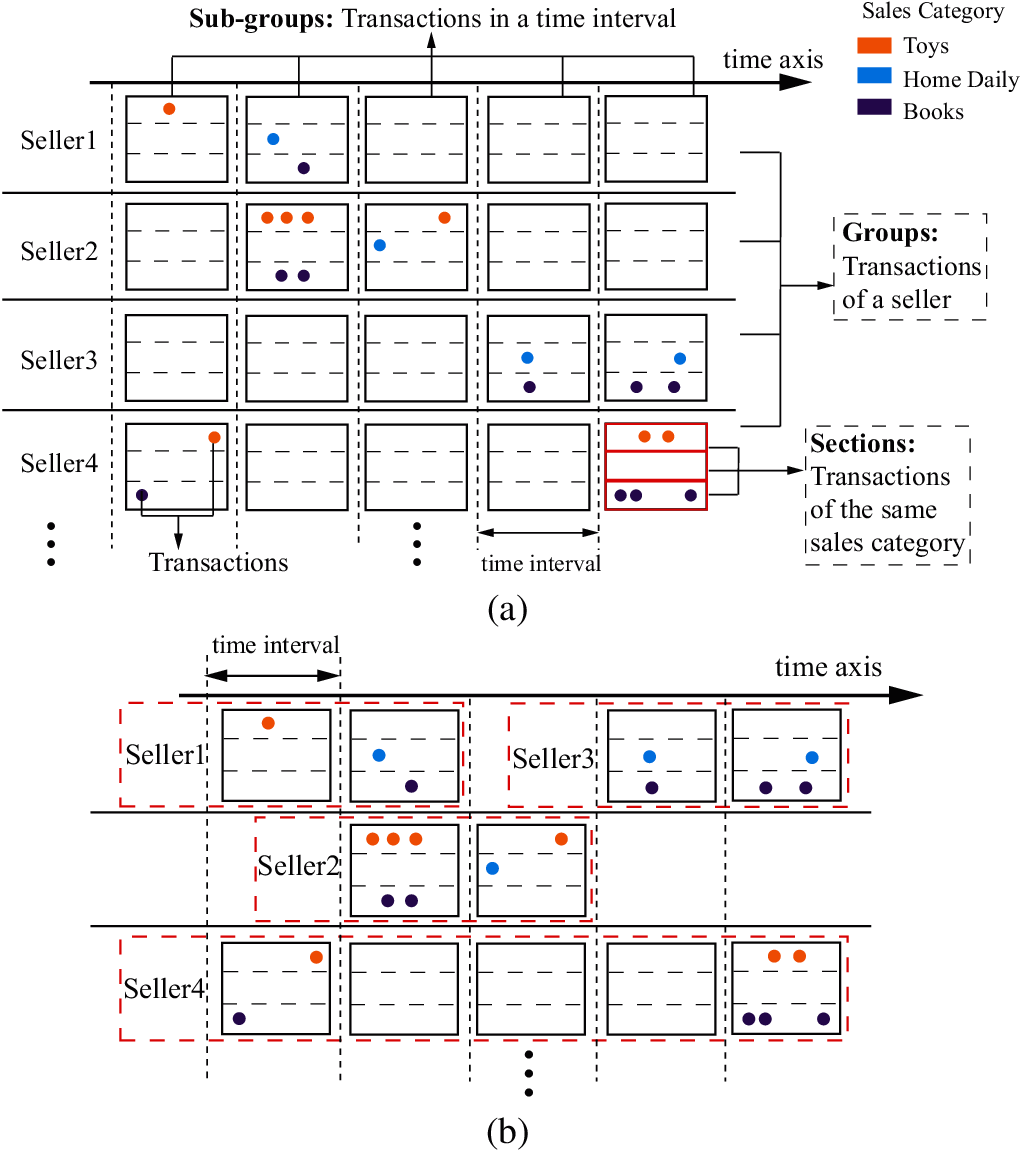 Sub-groups: Transactions in a time interval
Sales Category
Toys
Home Daily
Books
time axis
Seller1
Seller2
Seller3
Seller4
Groups:
Transactions
of a seller
Sections:
Transactions
of the same
sales category
Transactions
time interval
(a)
time interval
time axis
Seller1
Seller3
Seller2
Seller4
(b)